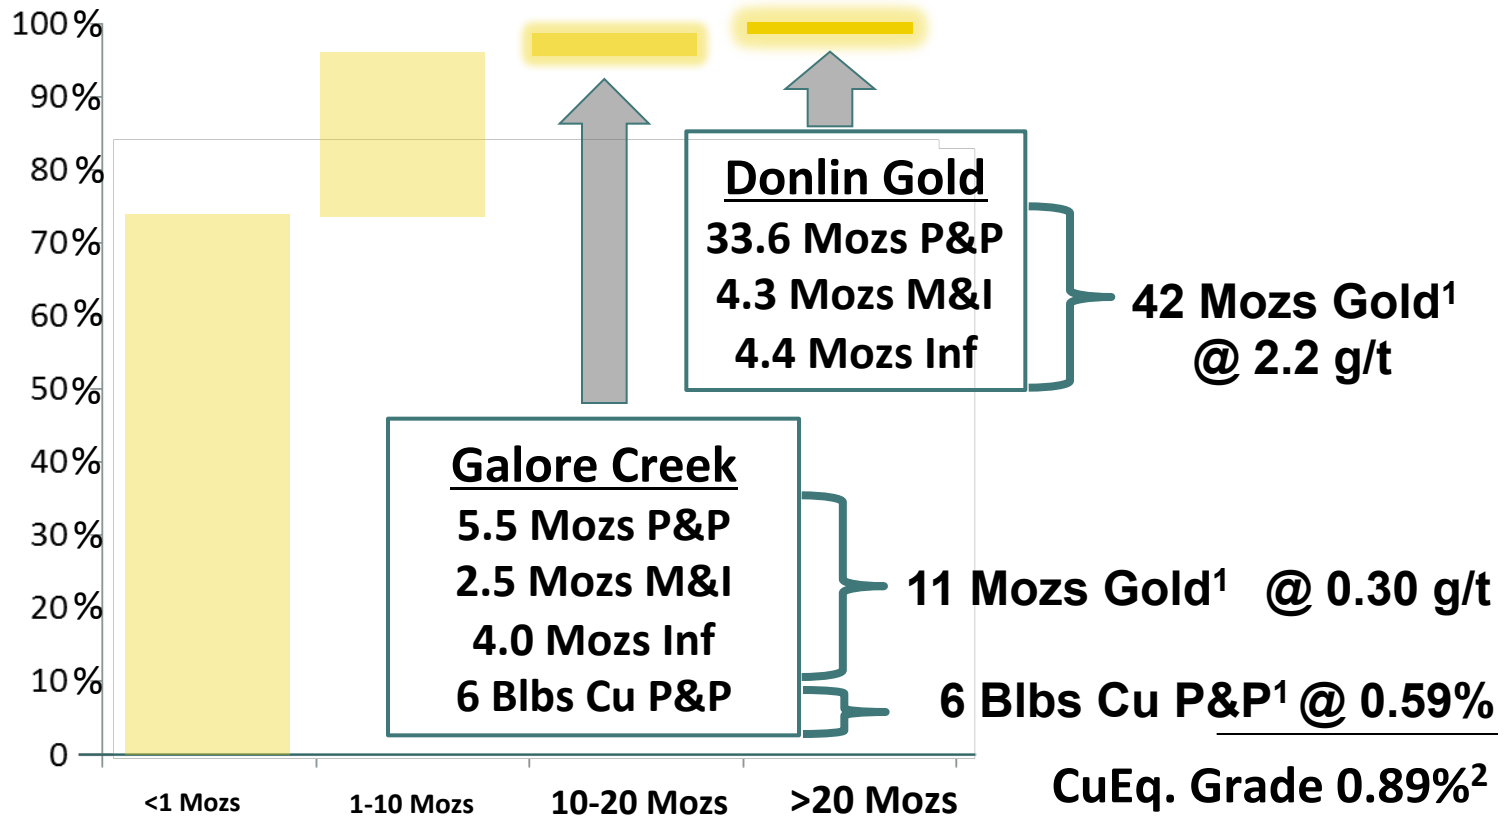 100%
90%
80%
70%
60%
50%
40%
30%
20%
10%
0
Donlin Gold
33.6 Mozs P&P
4.3 Mozs M&I
4.4 Mozs Inf
42 Mozs Gold¹
@ 2.2 g/t
Galore Creek
5.5 Mozs P&P
2.5 Mozs M&I
4.0 Mozs Inf
6 Blbs Cu P&P
11 Mozs Gold¹ @ 0.30 g/t
6 Blbs Cu P&P¹ @ 0.59%
CuEq. Grade 0.89%²
<1 Mozs
1-10 Mozs
10-20 Mozs
>20 Mozs